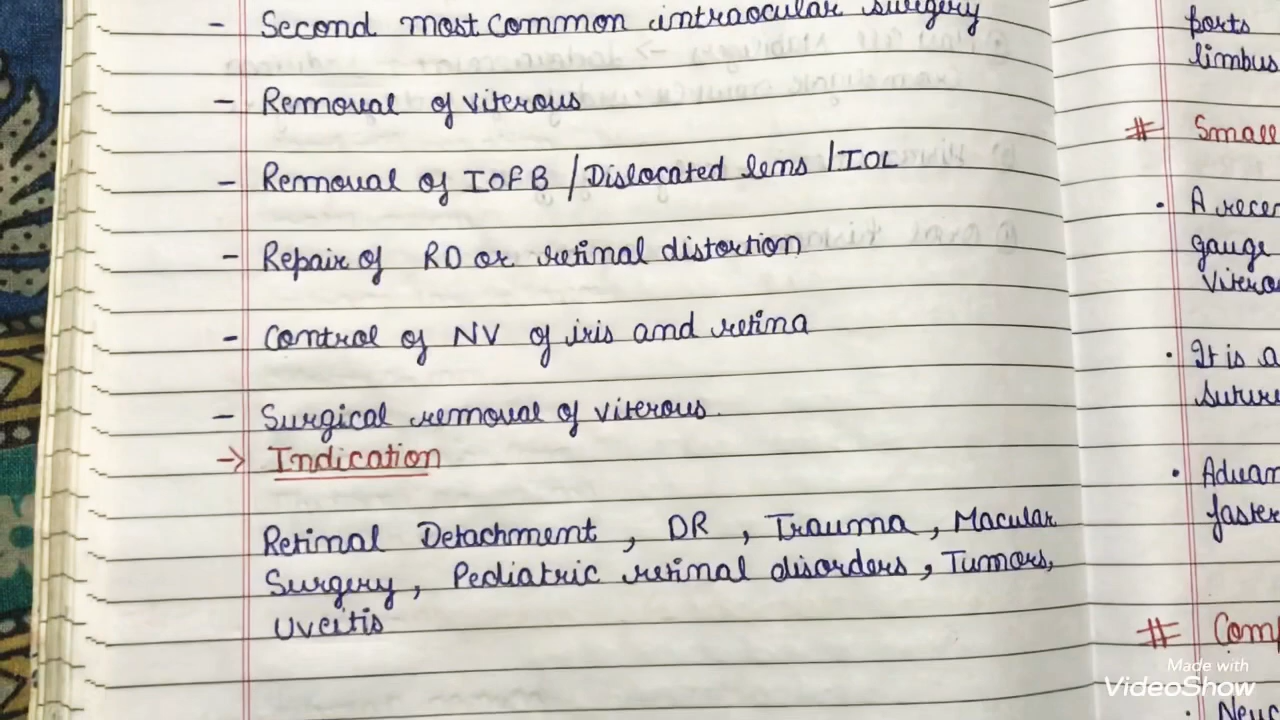 - Second most common intraocular surgery
- Removal of viterous
- Removal of IOFB / Dislocated lens / IOL
- Repair of RD or retinal distortion
- Control of NV of iris and retina
- Surgical removal of viterous.
→ Indication
Retinal Detachment, DR, Trauma, Macular
Surgery, Pediatric retinal disorders, Tumors,
Uveitis
ports
limbus
# Small
• A recen
gauge
Vitero
• It is a
suture
• Advan
faster
# Comp
Made with
VideoShow